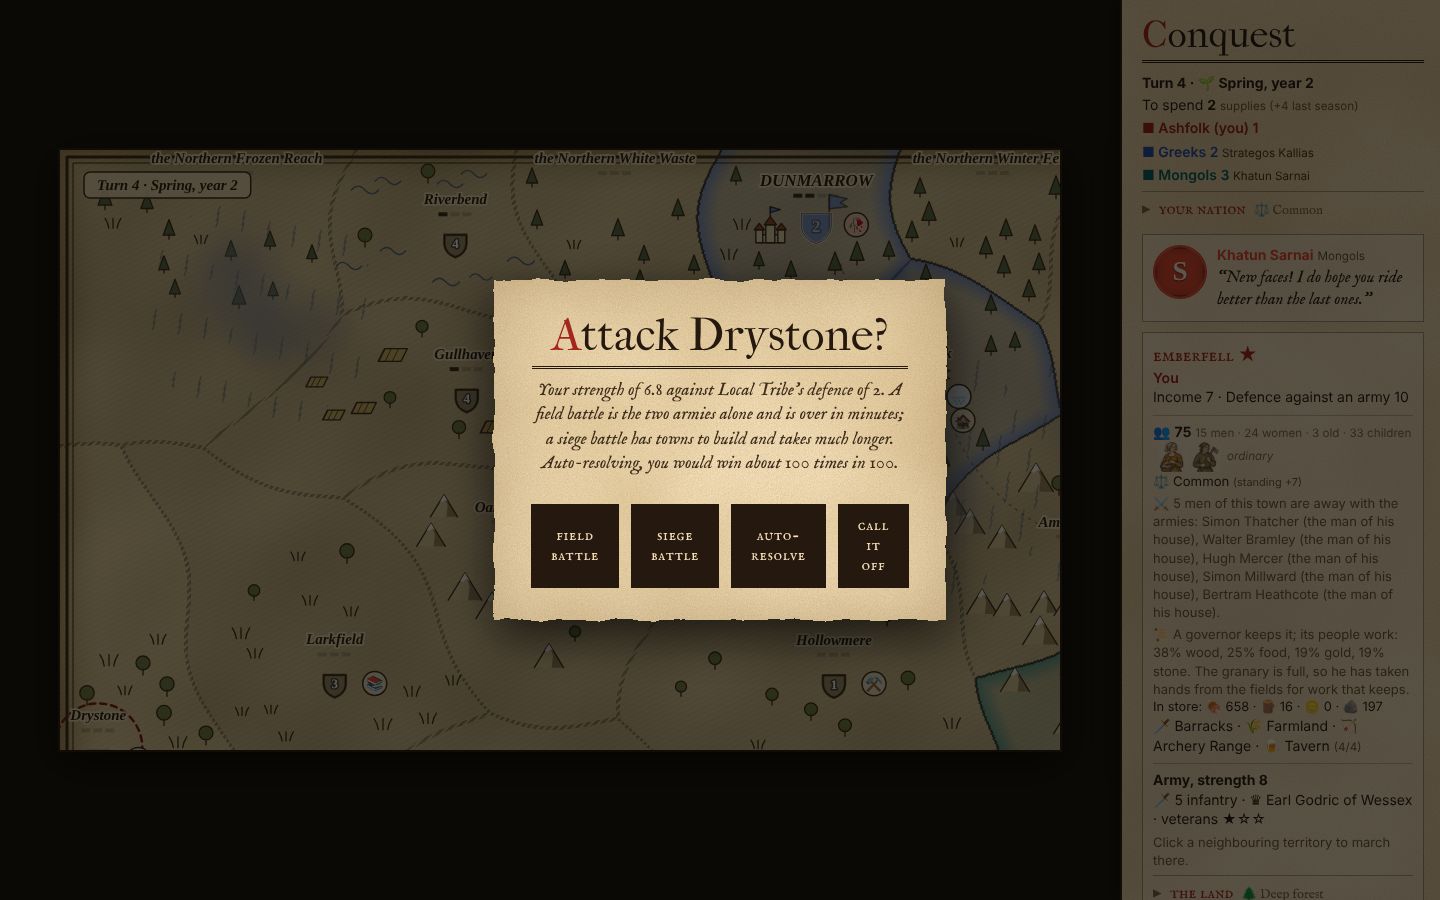 the Northern Frozen Reach
the Northern White Waste
the Northern Winter Fe
Turn 4 · Spring, year 2
Riverbend
4
DUNMARROW
2
Gullhave
4
Oa
Am
Larkfield
3
Hollowmere
1
Drystone
Attack Drystone?
Your strength of 6.8 against Local Tribe's defence of 2. A
field battle is the two armies alone and is over in minutes;
a siege battle has towns to build and takes much longer.
Auto-resolving, you would win about 100 times in 100.
FIELD
BATTLE
SIEGE
BATTLE
AUTO-
RESOLVE
CALL
IT
OFF
Conquest
Turn 4 · Spring, year 2
To spend 2 supplies (+4 last season)
Ashfolk (you) 1
Greeks 2 Strategos Kallias
Mongols 3 Khatun Sarnai
▶ YOUR NATION Common
S
Khatun Sarnai Mongols
“New faces! I do hope you ride
better than the last ones.”
EMBERFELL ★
You
Income 7 · Defence against an army 10
75 15 men · 24 women · 3 old · 33 children
ordinary
Common (standing +7)
5 men of this town are away with the
armies: Simon Thatcher (the man of his
house), Walter Bramley (the man of his
house), Hugh Mercer (the man of his
house), Simon Millward (the man of his
house), Bertram Heathcote (the man of
his house).
A governor keeps it; its people work:
38% wood, 25% food, 19% gold, 19%
stone. The granary is full, so he has taken
hands from the fields for work that keeps.
In store: 658 · 16 · 0 · 197
Barracks · Farmland ·
Archery Range · Tavern (4/4)
Army, strength 8
5 infantry · ♛ Earl Godric of Wessex
· veterans ★☆☆
Click a neighbouring territory to march
there.
▶ THE LAND Deep forest